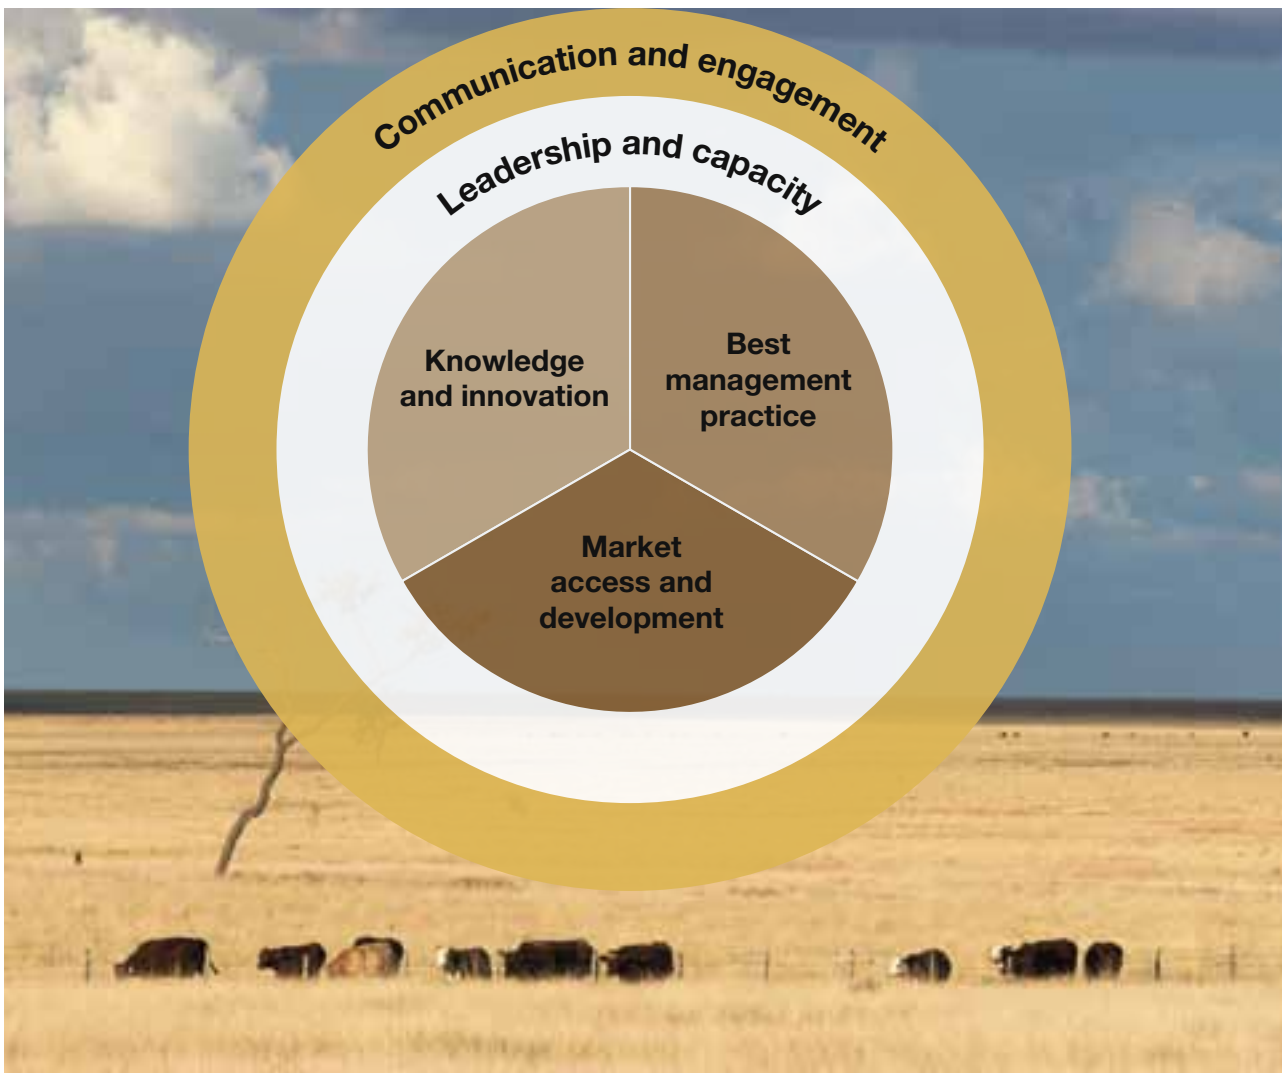 Communication and engagement
Leadership and capacity
Knowledge
and innovation
Best
management
practice
Market
access and
development